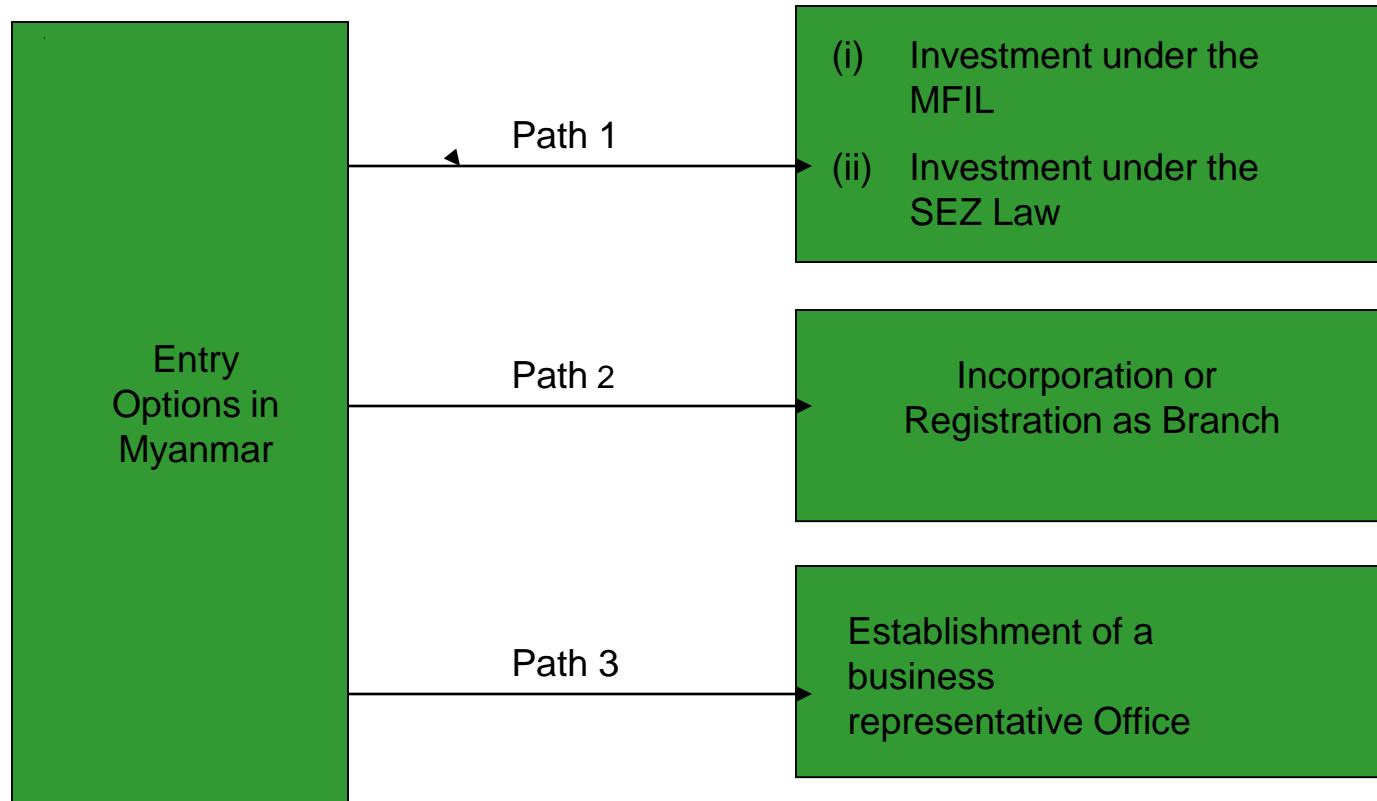 Entry
Options in
Myanmar
Path 1
(i) Investment under the
MFIL
(ii) Investment under the
SEZ Law
Path 2
Incorporation or
Registration as Branch
Path 3
Establishment of a
business
representative Office